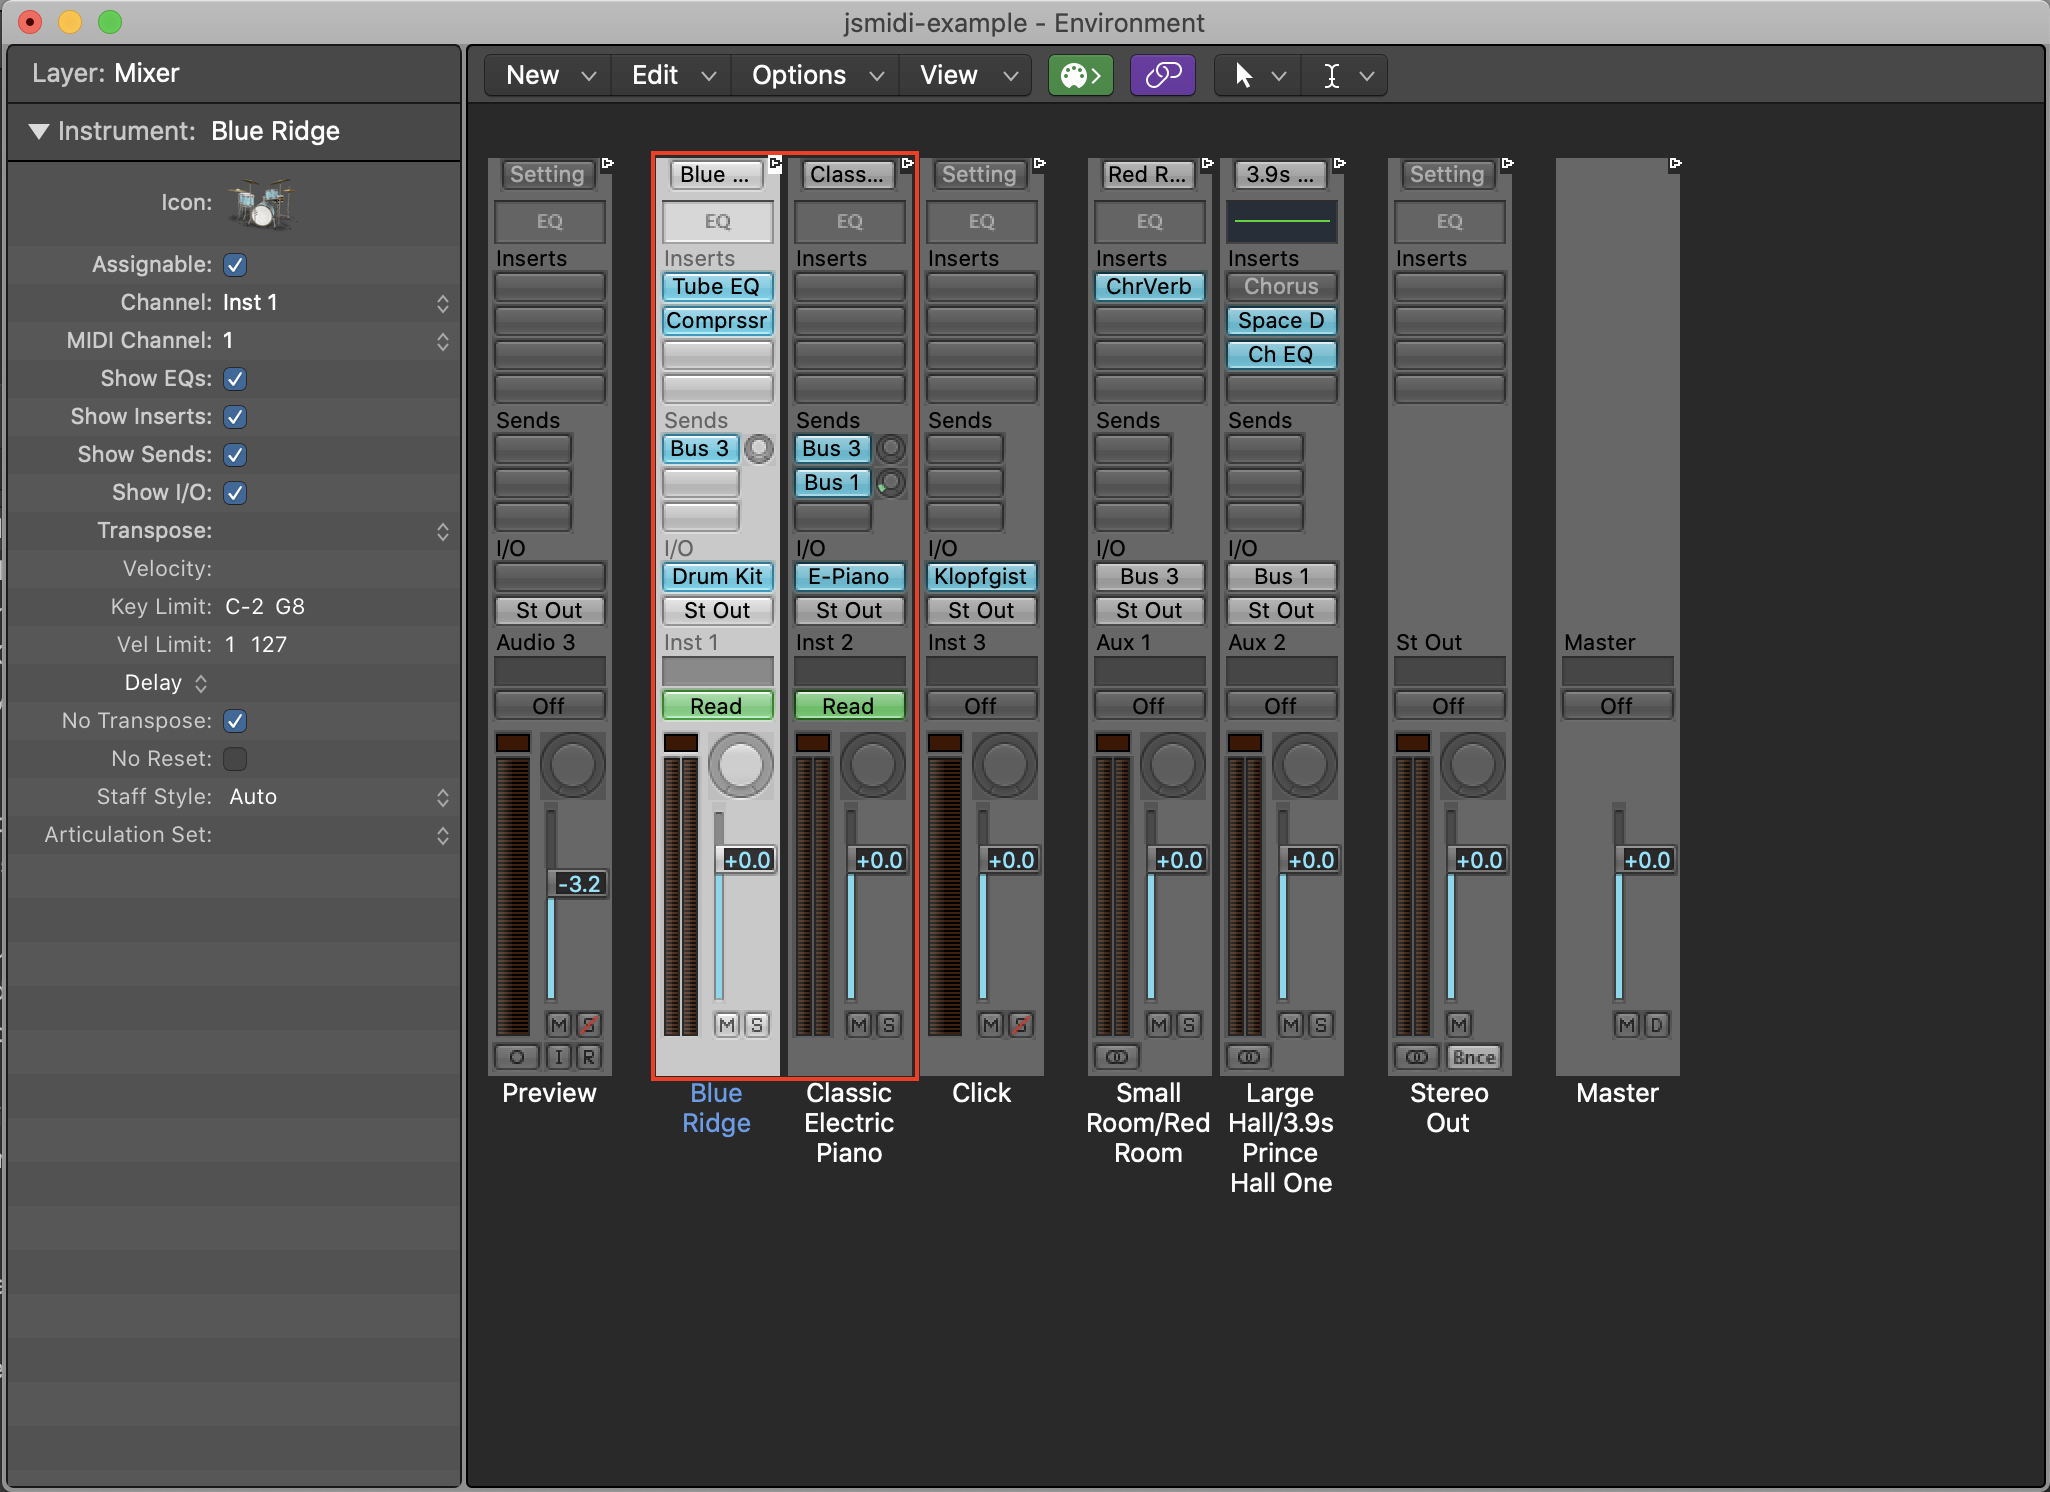 jsmidi-example - Environment
Layer: Mixer
Instrument: Blue Ridge
Icon:
Assignable:
Channel: Inst 1
MIDI Channel: 1
Show EQs:
Show Inserts:
Show Sends:
Show I/O:
Transpose:
Velocity:
Key Limit: C-2 G8
Vel Limit: 1 127
Delay
No Transpose:
No Reset:
Staff Style: Auto
Articulation Set:
New Edit Options View
Setting
EQ
Inserts
Sends
I/O
St Out
Audio 3
Off
-3.2
M S
O I R
Preview
Blue ...
EQ
Inserts
Tube EQ
Comprssr
Sends
Bus 3
I/O
Drum Kit
St Out
Inst 1
Read
+0.0
M S
Blue
Ridge
Class...
EQ
Inserts
Sends
Bus 3
Bus 1
I/O
E-Piano
St Out
Inst 2
Read
+0.0
M S
Classic
Electric
Piano
Setting
EQ
Inserts
Sends
I/O
Klopfgist
St Out
Inst 3
Off
+0.0
M S
Click
Red R...
EQ
Inserts
ChrVerb
Sends
I/O
Bus 3
St Out
Aux 1
Off
+0.0
M S
Small
Room/Red
Room
3.9s ...
Inserts
Chorus
Space D
Ch EQ
Sends
I/O
Bus 1
St Out
Aux 2
Off
+0.0
M S
Large
Hall/3.9s
Prince
Hall One
Setting
EQ
Inserts
St Out
Off
+0.0
M
Bnce
Stereo
Out
Master
Off
+0.0
M D
Master